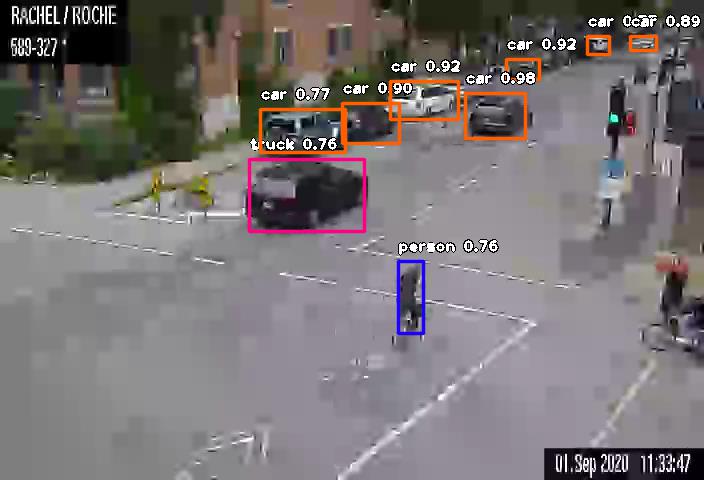 RACHEL / ROCHE
589-327 *
car 0.89
car 0.92
car 0.92
car 0.98
car 0.90
car 0.77
truck 0.76
person 0.76
01.Sep 2020 11:33:47